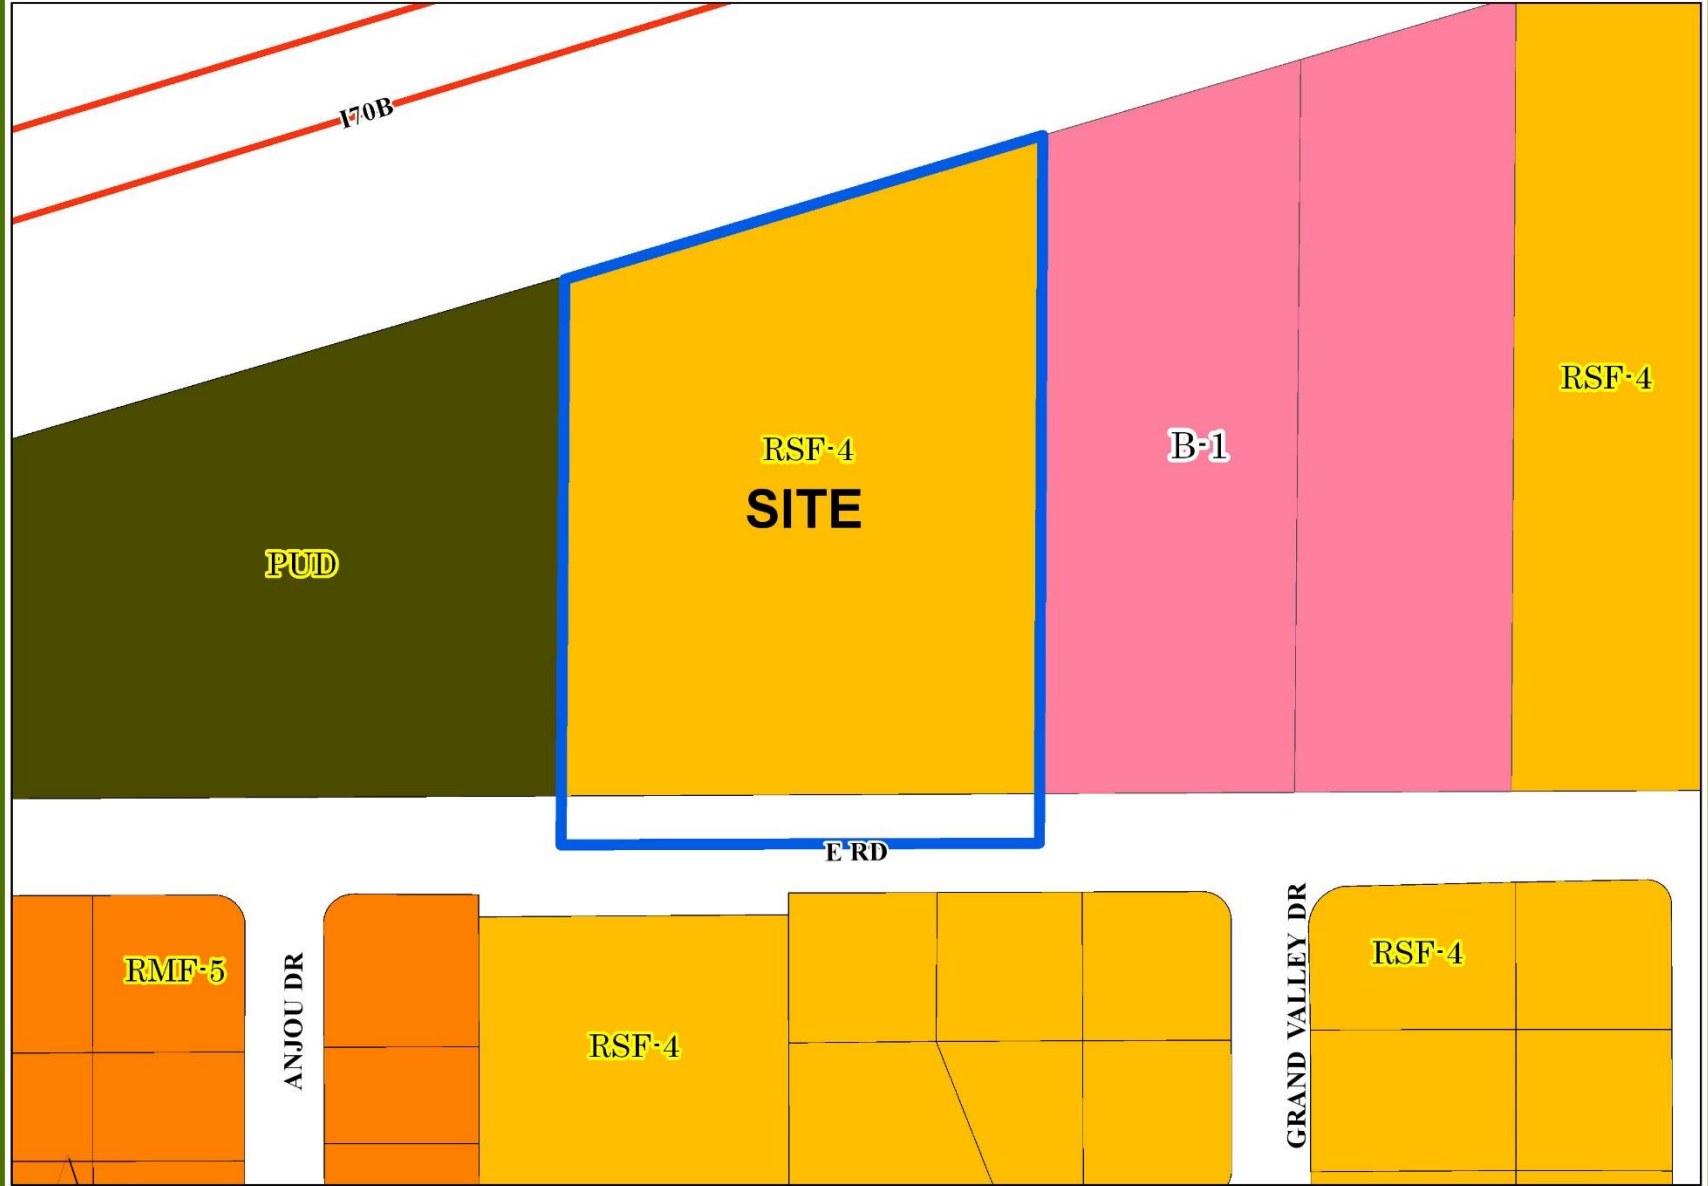 I70B
RSF-4
B-1
RSF-4
SITE
PUD
E RD
RMF-5
ANJOU DR
RSF-4
GRAND VALLEY DR
RSF-4